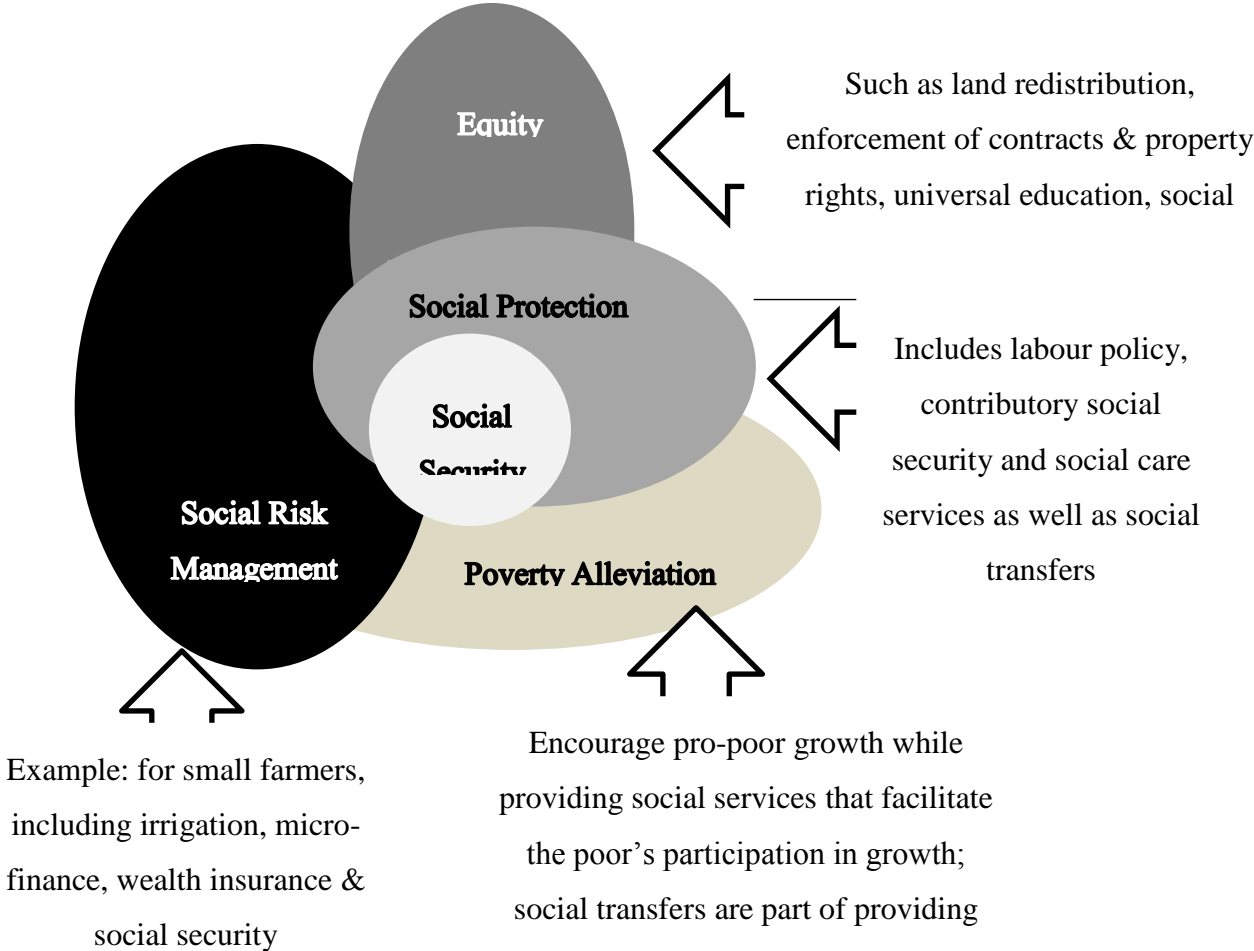 Equity
Such as land redistribution,
enforcement of contracts & property
rights, universal education, social
Social Protection
Includes labour policy,
contributory social
security and social care
services as well as social
transfers
Social
Security
Social Risk
Management
Poverty Alleviation
Example: for small farmers,
including irrigation, micro-
finance, wealth insurance &
social security
Encourage pro-poor growth while
providing social services that facilitate
the poor’s participation in growth;
social transfers are part of providing